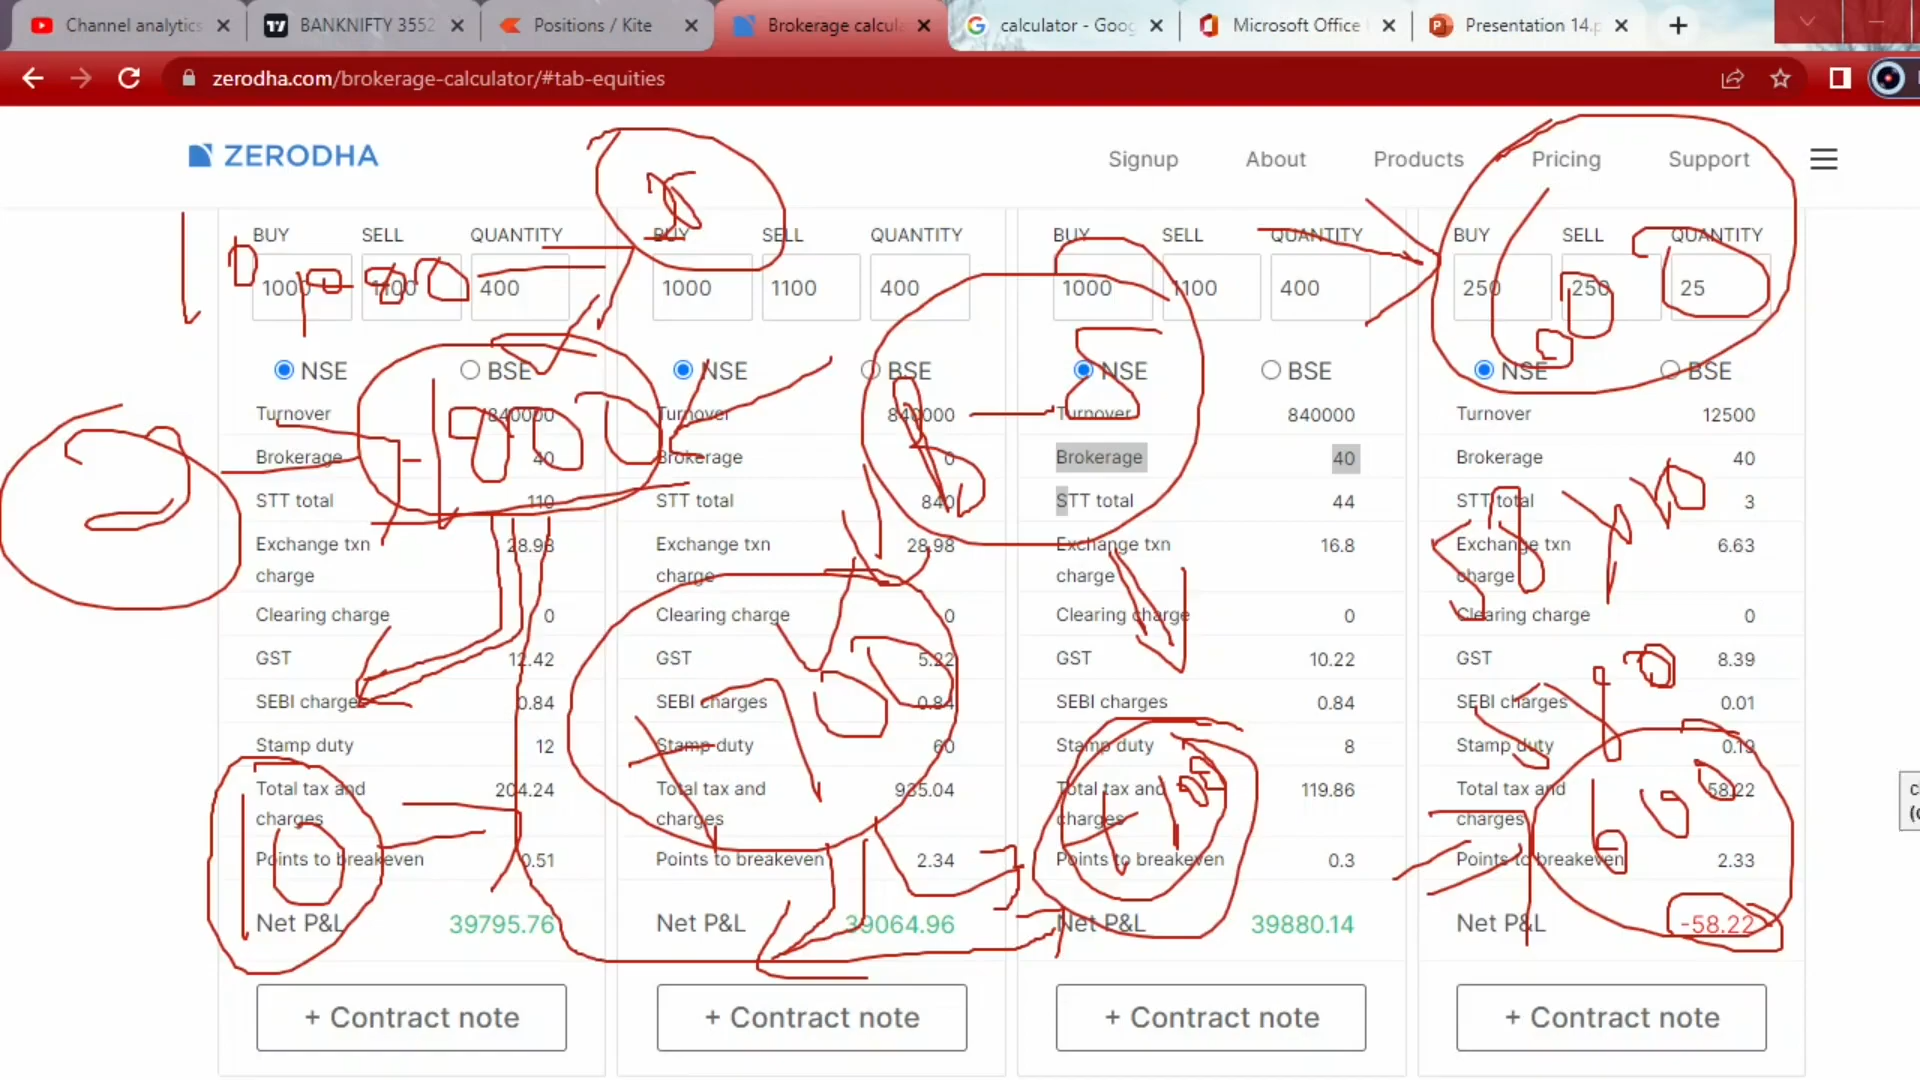 Channel analytics
BANKNIFTY 3552
Positions / Kite
Brokerage calcul
calculator - Goog
Microsoft Office
Presentation 14.p
zerodha.com/brokerage-calculator/#tab-equities
ZERODHA
Signup About Products Pricing Support
BUY SELL QUANTITY
1000 1100 400
NSE BSE
Turnover 840000
Brokerage 40
STT total 110
Exchange txn charge 28.98
Clearing charge 0
GST 12.42
SEBI charges 0.84
Stamp duty 12
Total tax and charges 204.24
Points to breakeven 0.51
Net P&L 39795.76
+ Contract note
BUY SELL QUANTITY
1000 1100 400
NSE BSE
Turnover 840000
Brokerage 0
STT total 840
Exchange txn charge 28.98
Clearing charge 0
GST 5.22
SEBI charges 0.84
Stamp duty 60
Total tax and charges 935.04
Points to breakeven 2.34
Net P&L 39064.96
+ Contract note
BUY SELL QUANTITY
1000 1100 400
NSE BSE
Turnover 840000
Brokerage 40
STT total 44
Exchange txn charge 16.8
Clearing charge 0
GST 10.22
SEBI charges 0.84
Stamp duty 8
Total tax and charges 119.86
Points to breakeven 0.3
Net P&L 39880.14
+ Contract note
BUY SELL QUANTITY
250 250 25
NSE BSE
Turnover 12500
Brokerage 40
STT total 3
Exchange txn charge 6.63
Clearing charge 0
GST 8.39
SEBI charges 0.01
Stamp duty 0.19
Total tax and charges 58.22
Points to breakeven 2.33
Net P&L -58.22
+ Contract note